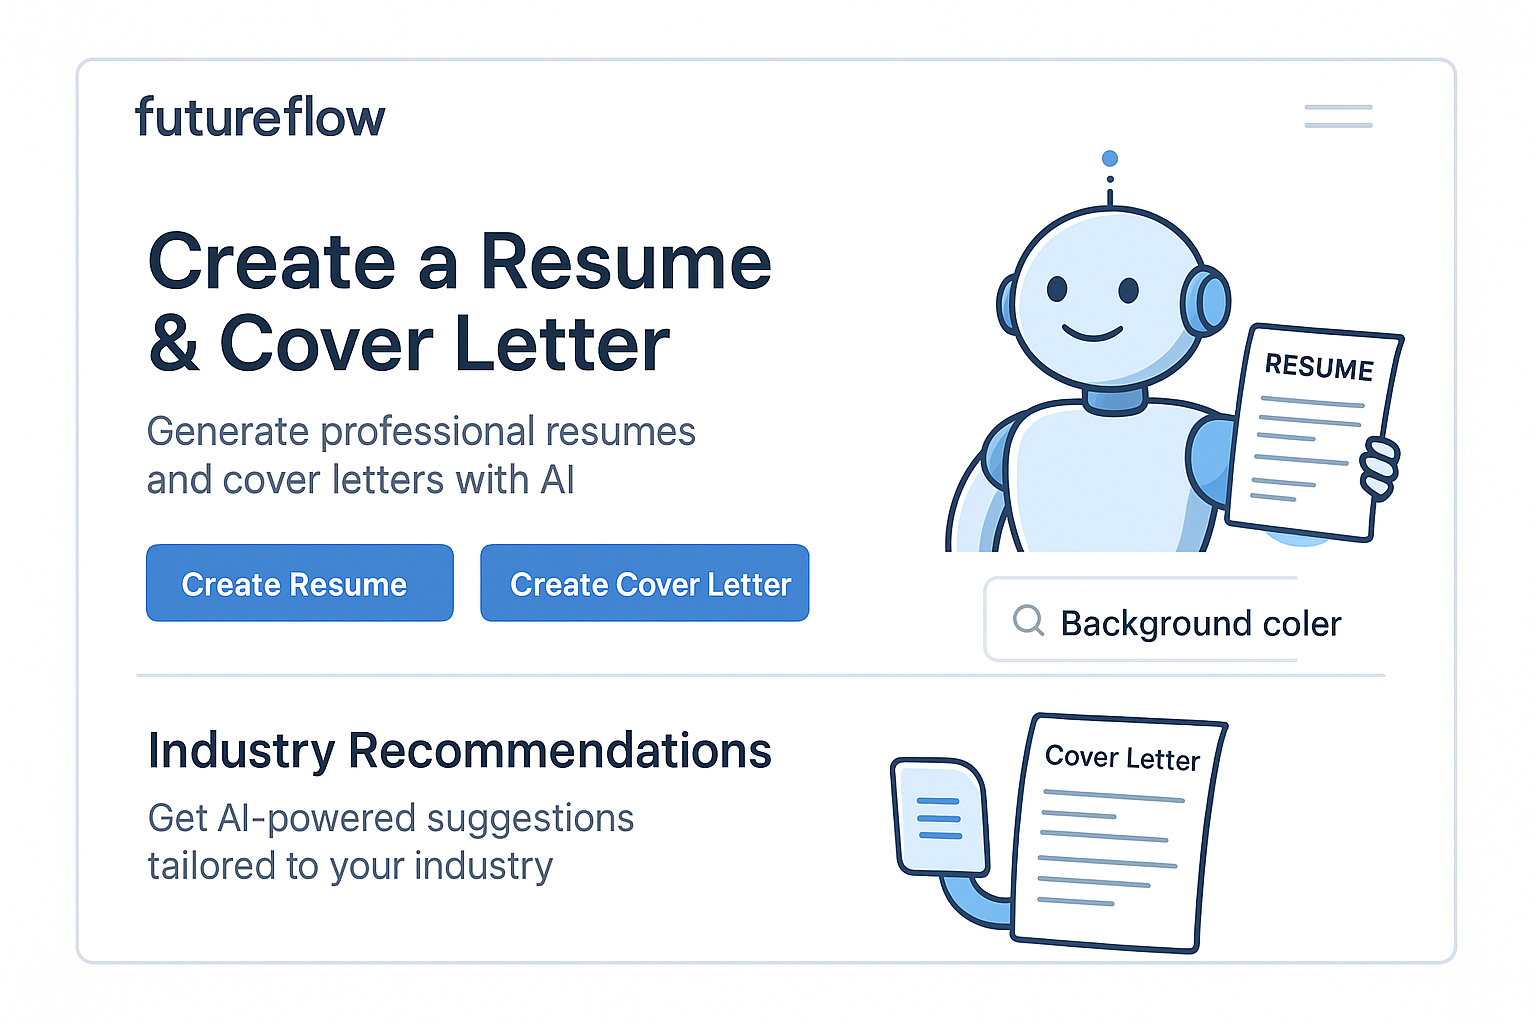 futureflow
Create a Resume
& Cover Letter
Generate professional resumes
and cover letters with AI
Create Resume
Create Cover Letter
RESUME
Background coler
Industry Recommendations
Get AI-powered suggestions
tailored to your industry
Cover Letter